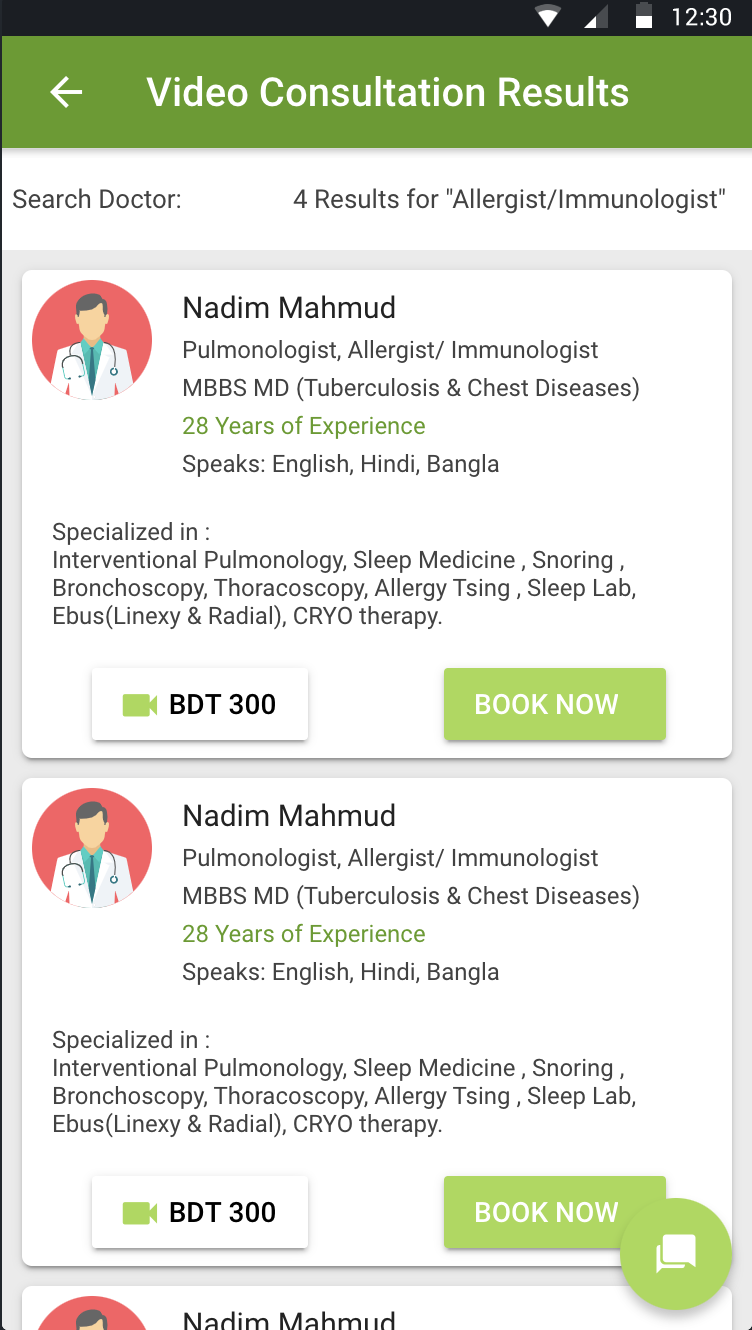 12:30
Video Consultation Results
Search Doctor: 4 Results for "Allergist/Immunologist"
Nadim Mahmud
Pulmonologist, Allergist/ Immunologist
MBBS MD (Tuberculosis & Chest Diseases)
28 Years of Experience
Speaks: English, Hindi, Bangla
Specialized in :
Interventional Pulmonology, Sleep Medicine , Snoring ,
Bronchoscopy, Thoracoscopy, Allergy Tsing , Sleep Lab,
Ebus(Linexy & Radial), CRYO therapy.
BDT 300 BOOK NOW
Nadim Mahmud
Pulmonologist, Allergist/ Immunologist
MBBS MD (Tuberculosis & Chest Diseases)
28 Years of Experience
Speaks: English, Hindi, Bangla
Specialized in :
Interventional Pulmonology, Sleep Medicine , Snoring ,
Bronchoscopy, Thoracoscopy, Allergy Tsing , Sleep Lab,
Ebus(Linexy & Radial), CRYO therapy.
BDT 300 BOOK NOW
Nadim Mahmud